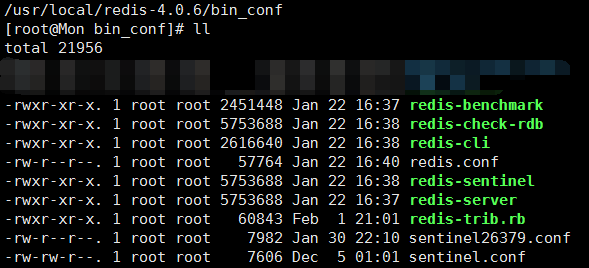 /usr/local/redis-4.0.6/bin_conf
[root@Mon bin_conf]# ll
total 21956
-rwxr-xr-x. 1 root root 2451448 Jan 22 16:37 redis-benchmark
-rwxr-xr-x. 1 root root 5753688 Jan 22 16:38 redis-check-rdb
-rwxr-xr-x. 1 root root 2616640 Jan 22 16:38 redis-cli
-rw-r--r--. 1 root root   57764 Jan 22 16:40 redis.conf
-rwxr-xr-x. 1 root root 5753688 Jan 22 16:38 redis-sentinel
-rwxr-xr-x. 1 root root 5753688 Jan 22 16:37 redis-server
-rwxr-xr-x. 1 root root   60843 Feb  1 21:01 redis-trib.rb
-rw-r--r--. 1 root root    7982 Jan 30 22:10 sentinel26379.conf
-rw-rw-r--. 1 root root    7606 Dec  5 01:01 sentinel.conf